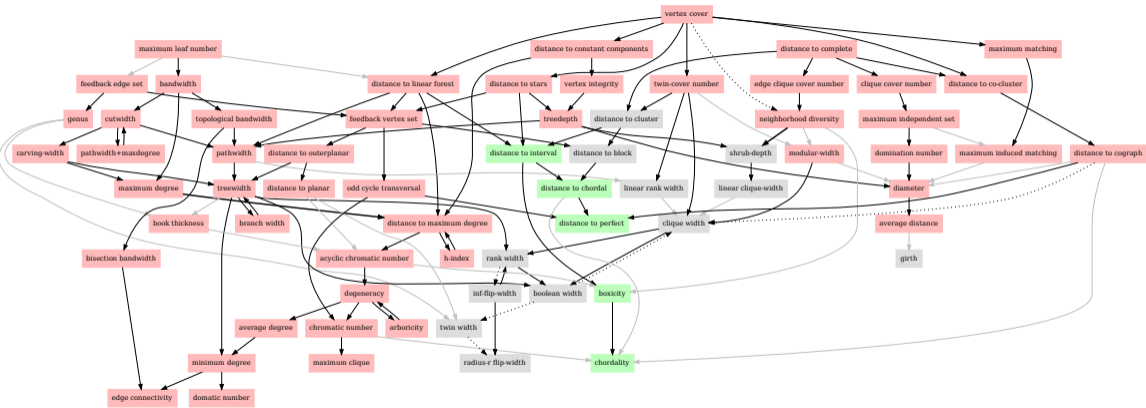 vertex cover
maximum leaf number
distance to constant components
distance to complete
maximum matching
feedback edge set
bandwidth
distance to linear forest
distance to stars
vertex integrity
twin-cover number
edge clique cover number
clique cover number
distance to co-cluster
genus
cutwidth
topological bandwidth
feedback vertex set
treedepth
distance to cluster
neighborhood diversity
maximum independent set
carving-width
pathwidth+maxdegree
pathwidth
distance to outerplanar
distance to interval
distance to block
shrub-depth
modular-width
domination number
maximum induced matching
distance to cograph
maximum degree
treewidth
distance to planar
odd cycle transversal
distance to chordal
linear rank width
linear clique-width
diameter
book thickness
branch width
distance to maximum degree
distance to perfect
clique width
average distance
bisection bandwidth
acyclic chromatic number
h-index
rank width
girth
degeneracy
inf-flip-width
boolean width
boxicity
average degree
chromatic number
arboricity
twin width
minimum degree
maximum clique
radius-r flip-width
chordality
edge connectivity
domatic number